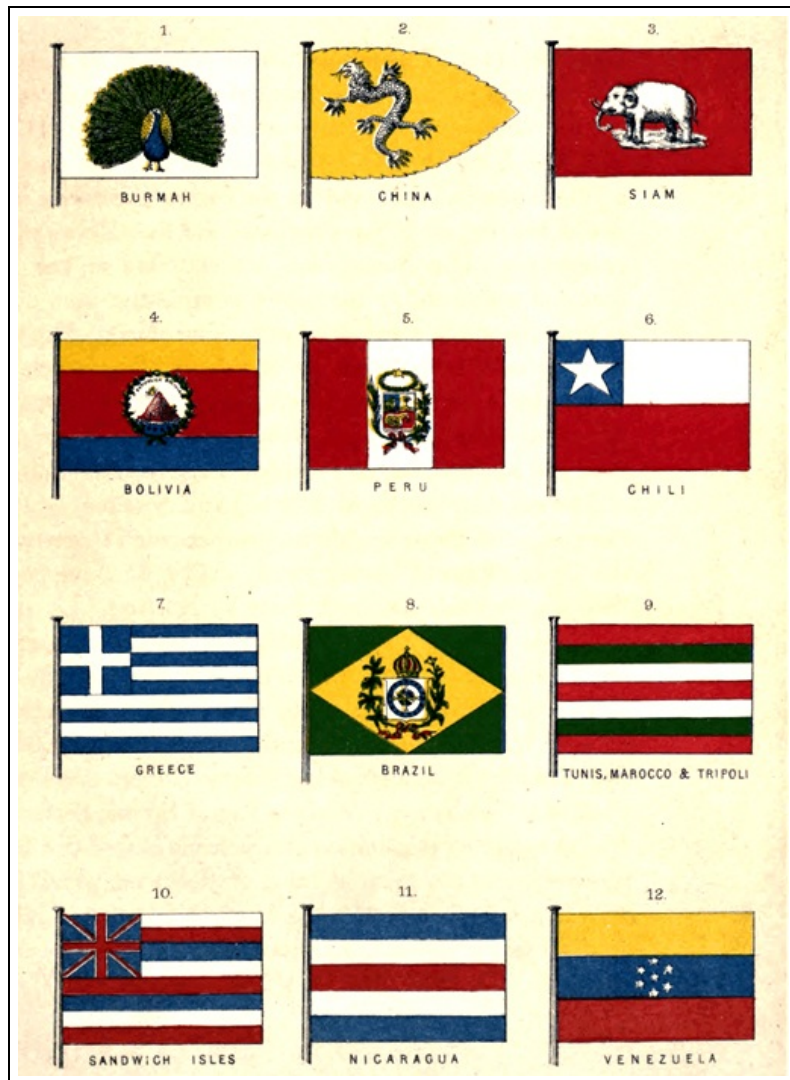 1.
2.
3.
BURMAH
CHINA
SIAM
4.
5.
6.
BOLIVIA
PERU
CHILI
7.
8.
9.
GREECE
BRAZIL
TUNIS, MAROCCO & TRIPOLI
10.
11.
12.
SANDWICH ISLES
NICARAGUA
VENEZUELA